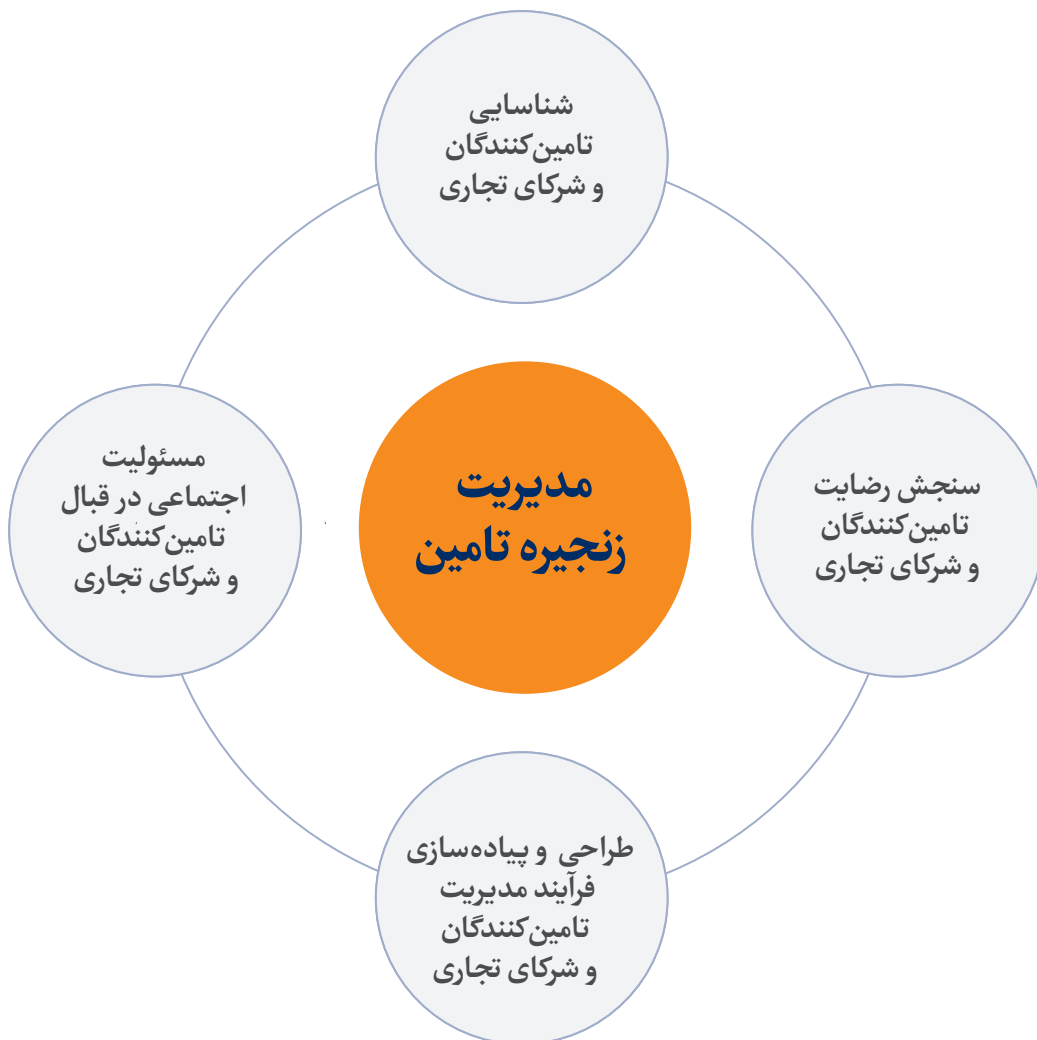 شناسایی
تامین‌کنندگان
و شرکای تجاری
مدیریت
زنجیره تامین
سنجش رضایت
تامین‌کنندگان
و شرکای تجاری
مسئولیت
اجتماعی در قبال
تامین‌کنندگان
و شرکای تجاری
طراحی و پیاده‌سازی
فرآیند مدیریت
تامین‌کنندگان
و شرکای تجاری